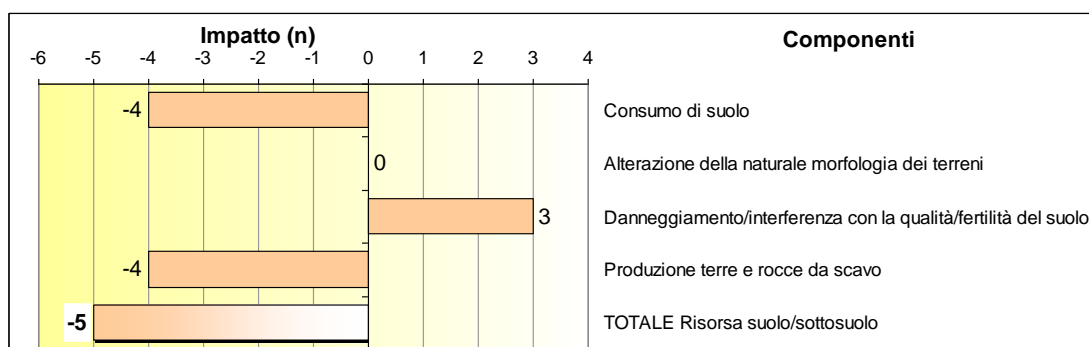 Impatto (n)
Componenti
-6 -5 -4 -3 -2 -1 0 1 2 3 4
-4 Consumo di suolo
0 Alterazione della naturale morfologia dei terreni
3 Danneggiamento/interferenza con la qualità/fertilità del suolo
-4 Produzione terre e rocce da scavo
-5 TOTALE Risorsa suolo/sottosuolo